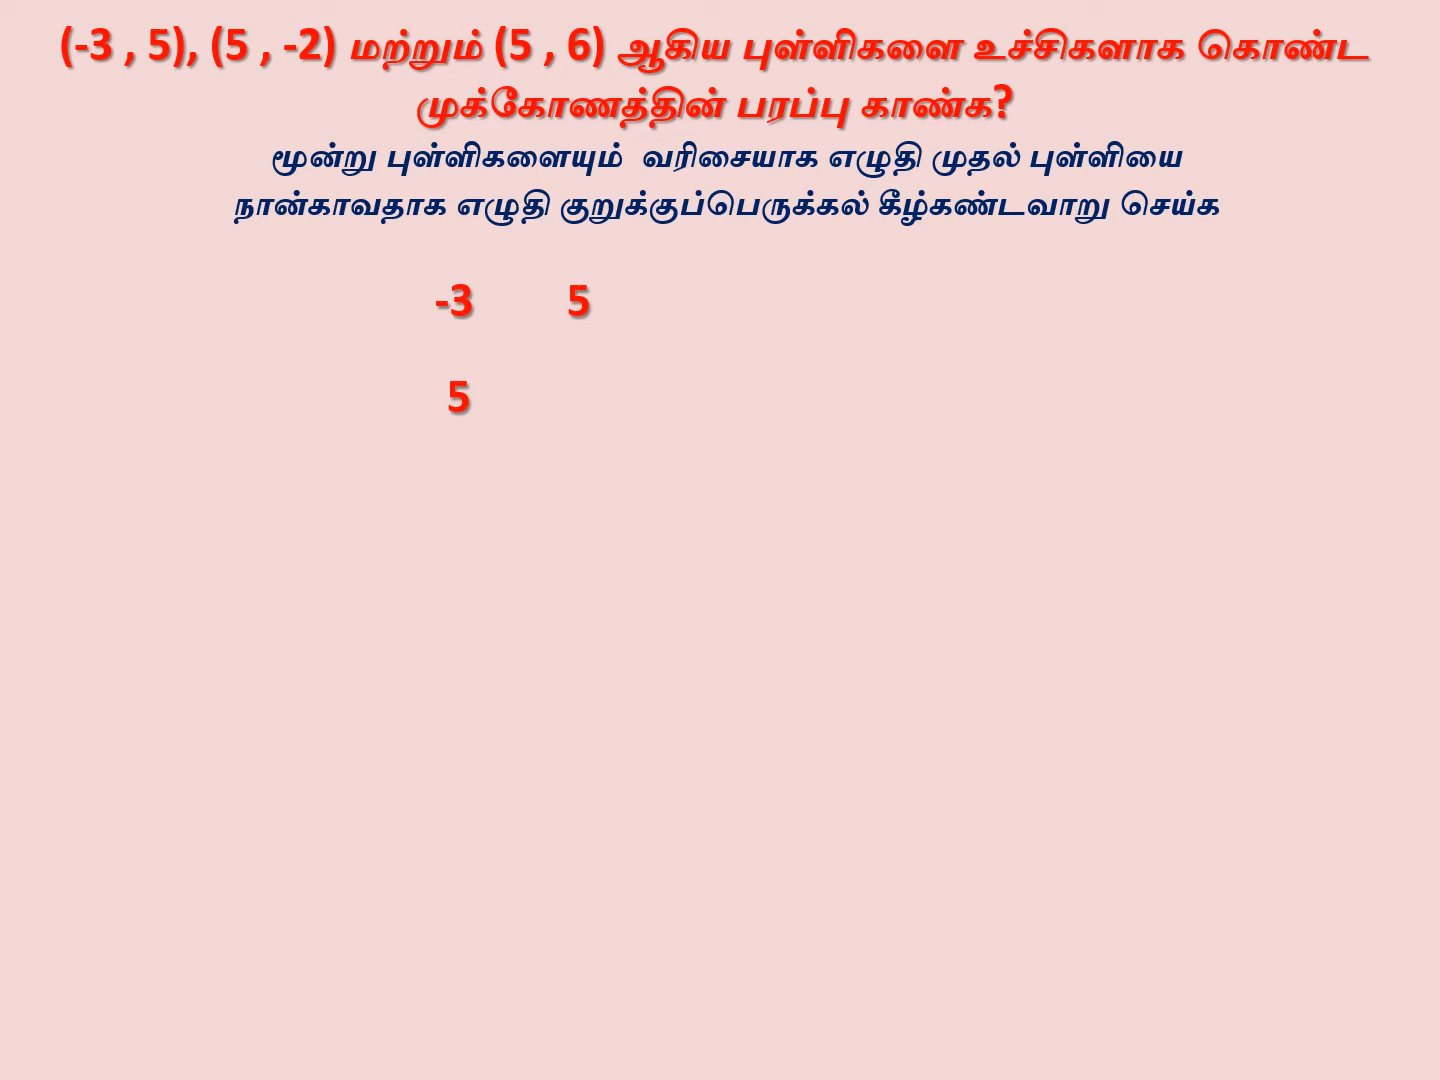 (-3 , 5), (5 , -2) மற்றும் (5 , 6) ஆகிய புள்ளிகளை உச்சிகளாக கொண்ட
முக்கோணத்தின் பரப்பு காண்க?
மூன்று புள்ளிகளையும் வரிசையாக எழுதி முதல் புள்ளியை
நான்காவதாக எழுதி குறுக்குப்பெருக்கல் கீழ்கண்டவாறு செய்க
-3 5
5